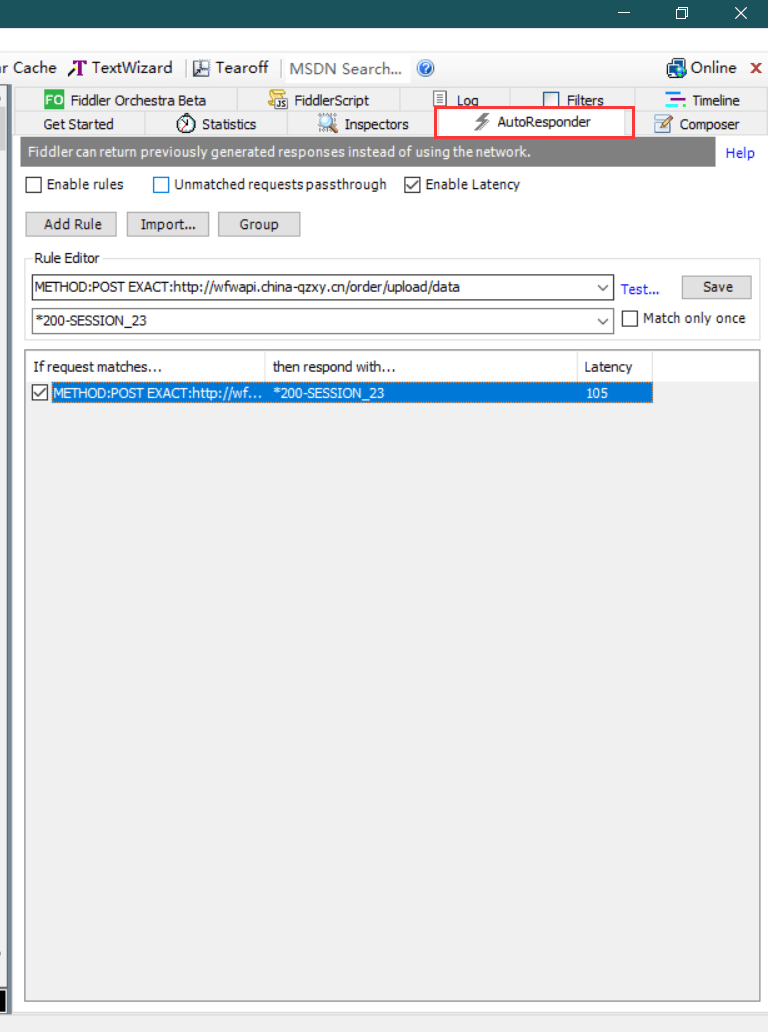 r Cache TextWizard Tearoff MSDN Search... Online
FO Fiddler Orchestra Beta FiddlerScript Log Filters Timeline
Get Started Statistics Inspectors AutoResponder Composer
Fiddler can return previously generated responses instead of using the network. Help
Enable rules Unmatched requests passthrough Enable Latency
Add Rule Import... Group
Rule Editor
METHOD:POST EXACT:http://wfwapi.china-qzxy.cn/order/upload/data Test... Save
*200-SESSION_23 Match only once
If request matches... then respond with... Latency
METHOD:POST EXACT:http://wf... *200-SESSION_23 105